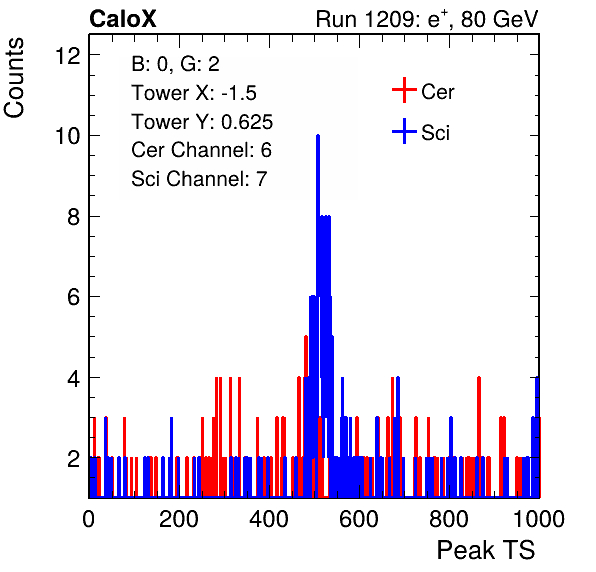 CaloX Run 1209: e⁺, 80 GeV
B: 0, G: 2
Tower X: -1.5
Tower Y: 0.625
Cer Channel: 6
Sci Channel: 7
Cer
Sci
Counts
12
10
8
6
4
2
0 200 400 600 800 1000
Peak TS